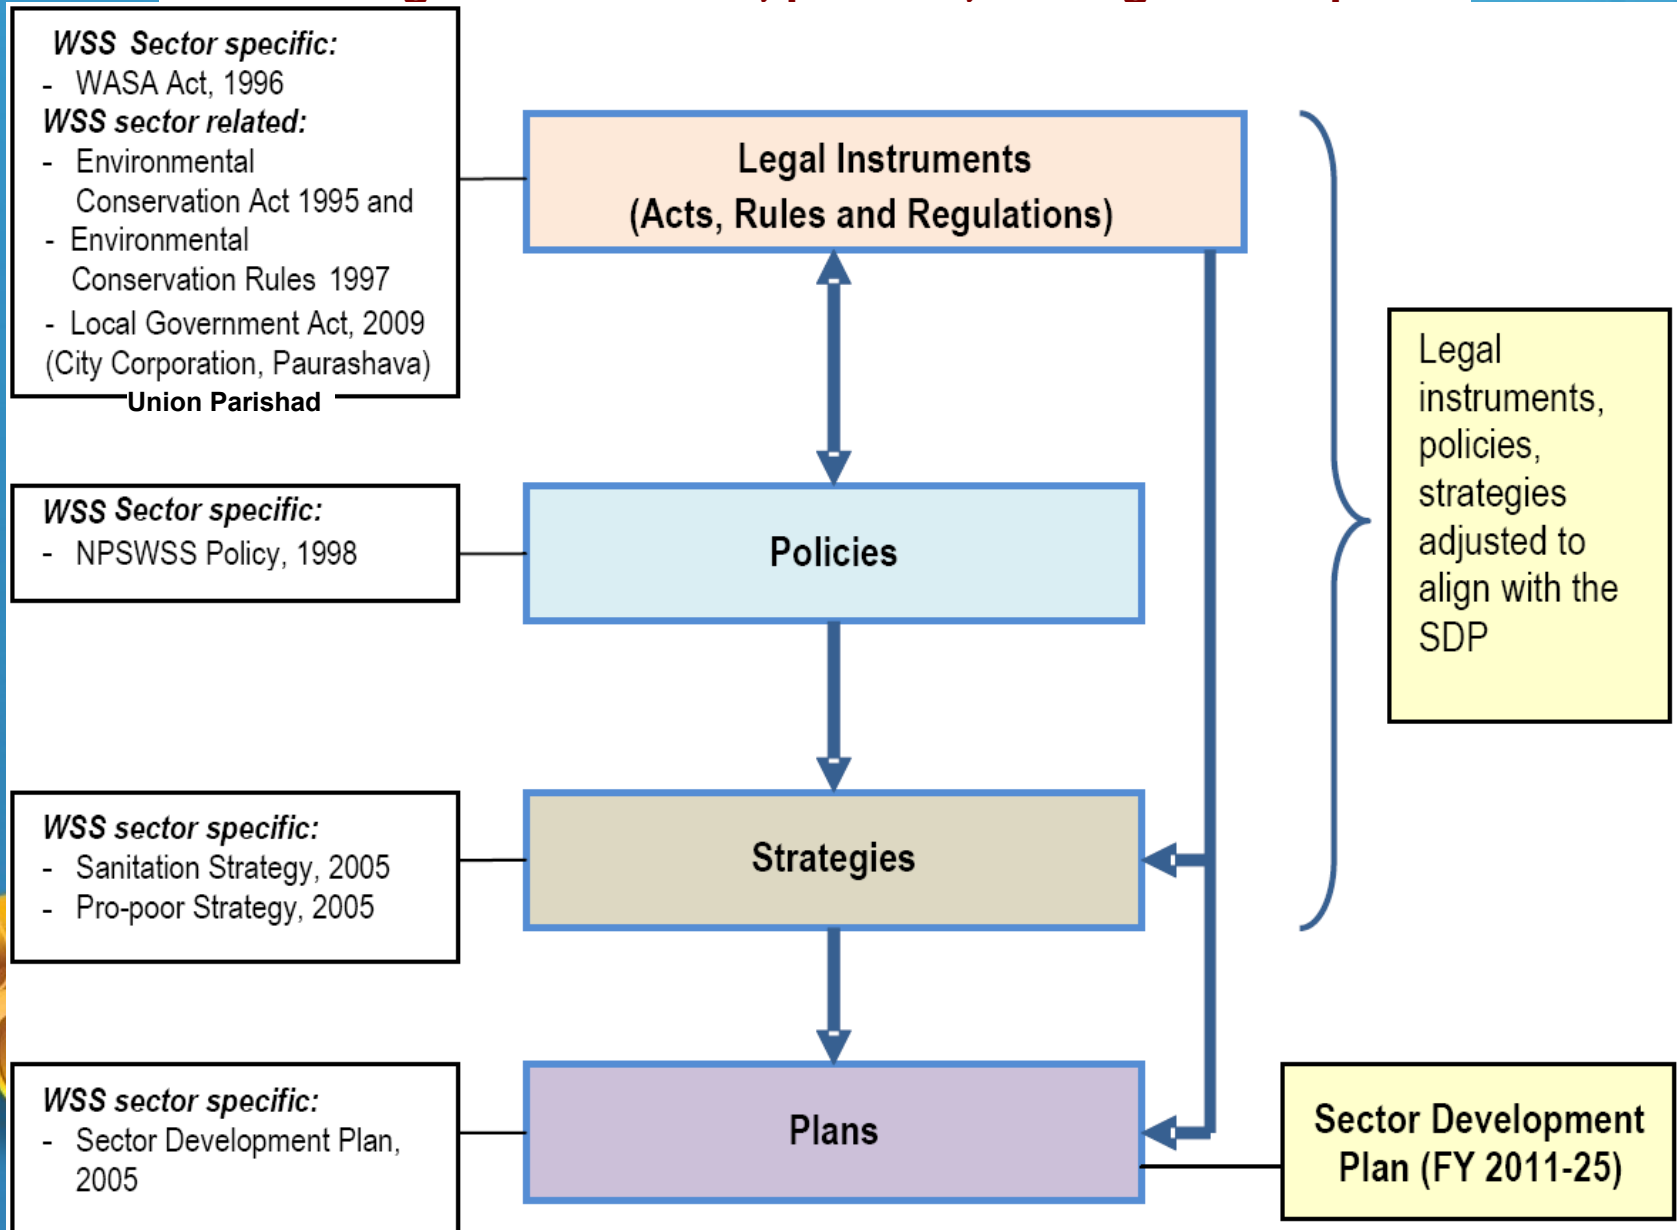 WSS Sector specific:
- WASA Act, 1996
WSS sector related:
- Environmental
Conservation Act 1995 and
- Environmental
Conservation Rules 1997
- Local Government Act, 2009
(City Corporation, Paurashava)
Union Parishad
Legal Instruments
(Acts, Rules and Regulations)
Legal
instruments,
policies,
strategies
adjusted to
align with the
SDP
WSS Sector specific:
- NPSWSS Policy, 1998
Policies
WSS sector specific:
- Sanitation Strategy, 2005
- Pro-poor Strategy, 2005
Strategies
WSS sector specific:
- Sector Development Plan,
2005
Plans
Sector Development
Plan (FY 2011-25)